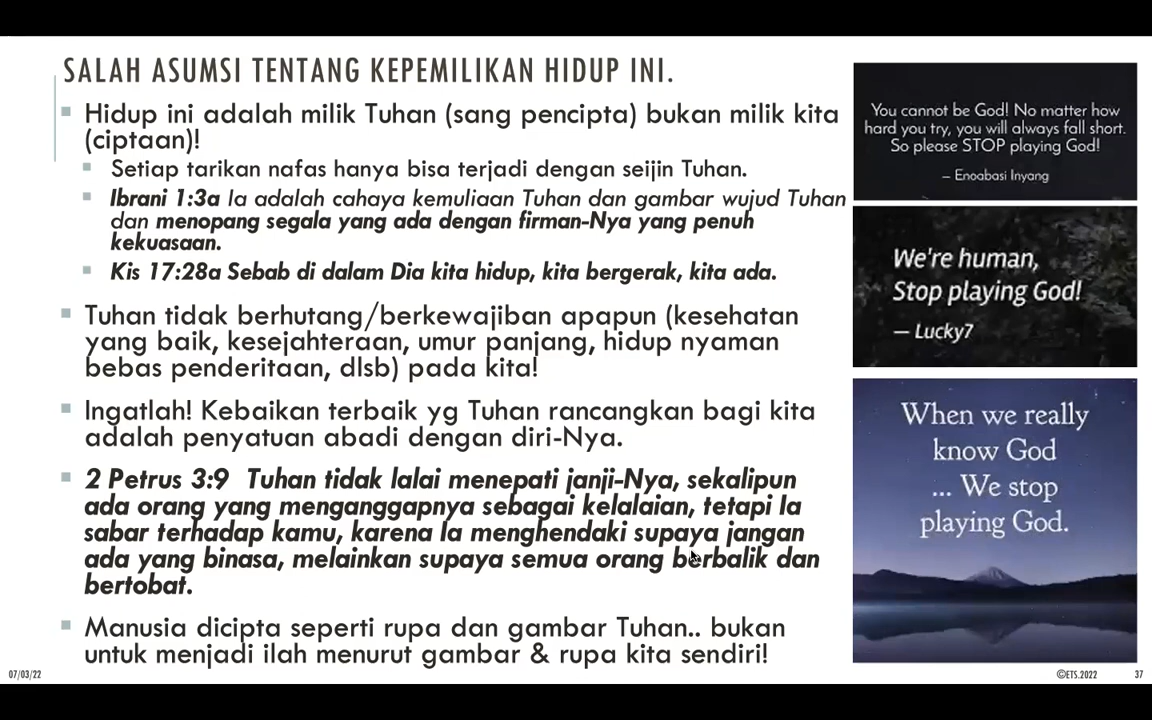 SALAH ASUMSI TENTANG KEPEMILIKAN HIDUP INI.
Hidup ini adalah milik Tuhan (sang pencipta) bukan milik kita
(ciptaan)!
Setiap tarikan nafas hanya bisa terjadi dengan seijin Tuhan.
Ibrani 1:3a Ia adalah cahaya kemuliaan Tuhan dan gambar wujud Tuhan
dan menopang segala yang ada dengan firman-Nya yang penuh
kekuasaan.
Kis 17:28a Sebab di dalam Dia kita hidup, kita bergerak, kita ada.
Tuhan tidak berhutang/berkewajiban apapun (kesehatan
yang baik, kesejahteraan, umur panjang, hidup nyaman
bebas penderitaan, dlsb) pada kita!
Ingatlah! Kebaikan terbaik yg Tuhan rancangkan bagi kita
adalah penyatuan abadi dengan diri-Nya.
2 Petrus 3:9 Tuhan tidak lalai menepati janji-Nya, sekalipun
ada orang yang menganggapnya sebagai kelalaian, tetapi Ia
sabar terhadap kamu, karena Ia menghendaki supaya jangan
ada yang binasa, melainkan supaya semua orang berbalik dan
bertobat.
Manusia dicipta seperti rupa dan gambar Tuhan.. bukan
untuk menjadi ilah menurut gambar & rupa kita sendiri!
You cannot be God! No matter how
hard you try, you will always fall short.
So please STOP playing God!
— Enoabasi Inyang
We're human,
Stop playing God!
— Lucky7
When we really
know God
... We stop
playing God.
07/03/22
©ETS.2022
37